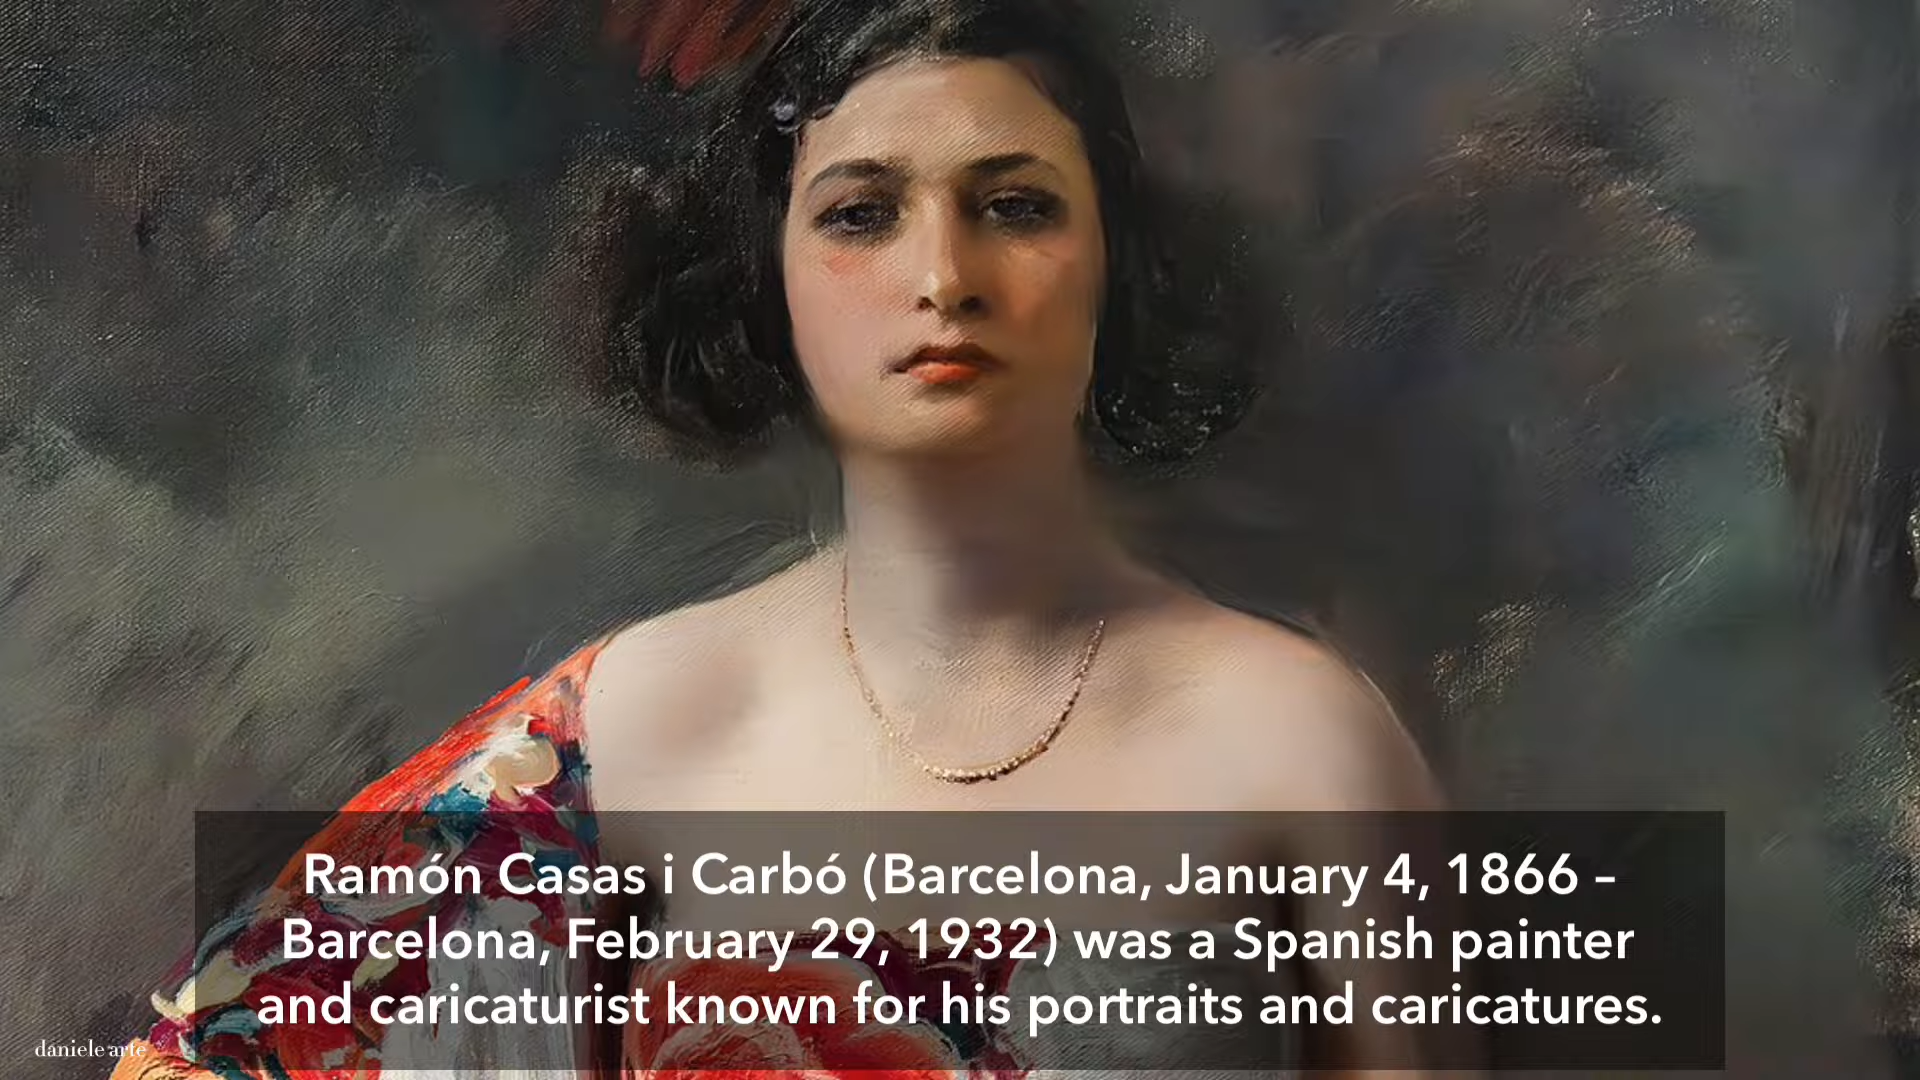 Ramón Casas i Carbó (Barcelona, January 4, 1866 –
Barcelona, February 29, 1932) was a Spanish painter
and caricaturist known for his portraits and caricatures.
daniele arte